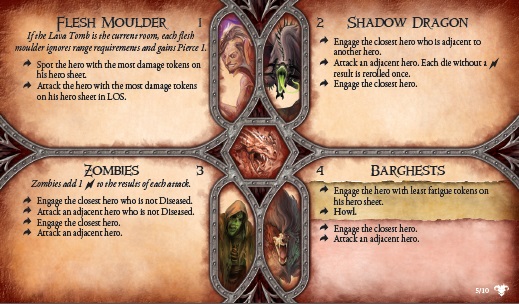 FLESH MOULDER 1
If the Lava Tomb is the current room, each flesh
moulder ignores range requirements and gains Pierce 1.
Spot the hero with the most damage tokens on
his hero sheet.
Attack the hero with the most damage tokens
on his hero sheet in LOS.
2 SHADOW DRAGON
Engage the closest hero who is adjacent to
another hero.
Attack an adjacent hero. Each die without a
result is rerolled once.
Engage the closest hero.
ZOMBIES 3
Zombies add 1 to the results of each attack.
Engage the closest hero who is not Diseased.
Attack an adjacent hero who is not Diseased.
Engage the closest hero.
Attack an adjacent hero.
4 BARGHESTS
Engage the hero with least fatigue tokens on
his hero sheet.
Howl.
Engage the closest hero.
Attack an adjacent hero.
5/10